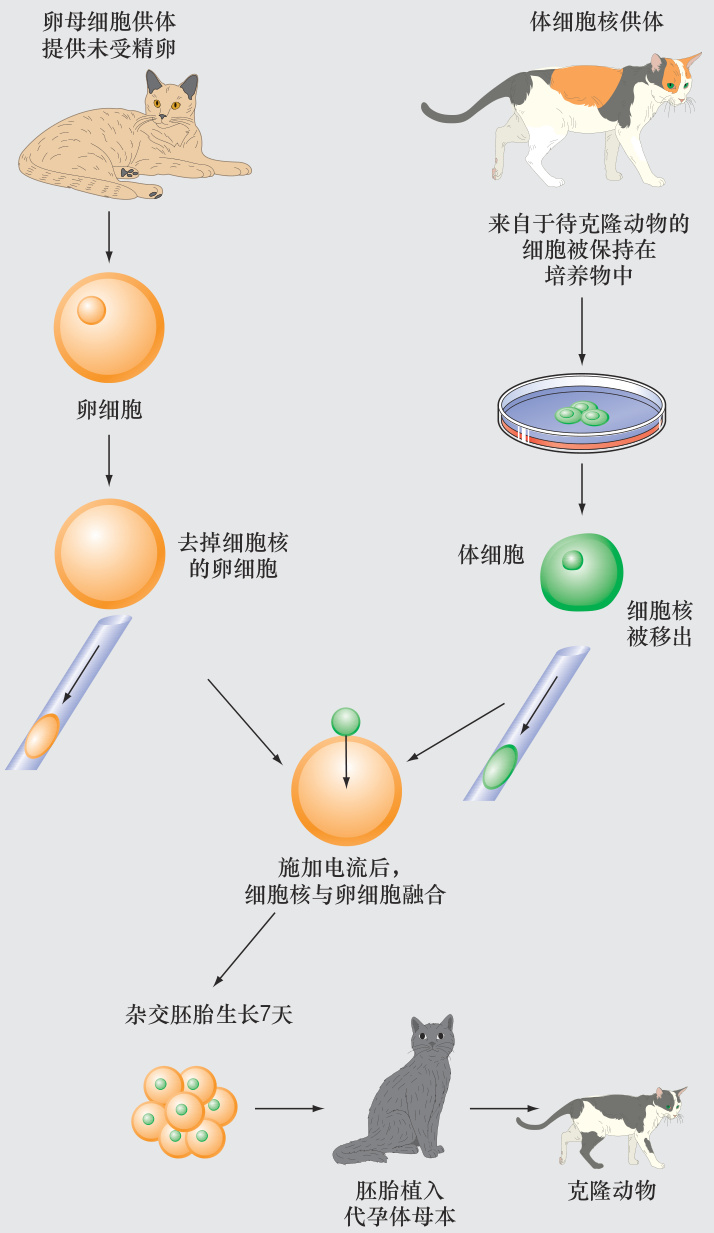 卵母细胞供体
提供未受精卵
体细胞核供体
来自于待克隆动物的
细胞被保持在
培养物中
卵细胞
去掉细胞核
的卵细胞
体细胞
细胞核
被移出
施加电流后，
细胞核与卵细胞融合
杂交胚胎生长7天
胚胎植入
代孕体母本
克隆动物